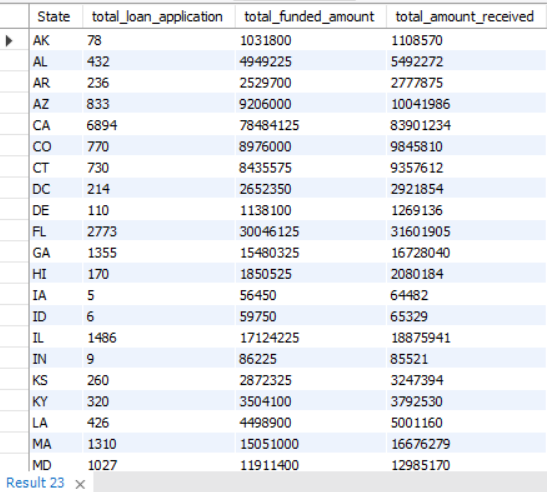 State total_loan_application total_funded_amount total_amount_received
AK 78 1031800 1108570
AL 432 4949225 5492272
AR 236 2529700 2777875
AZ 833 9206000 10041986
CA 6894 78484125 83901234
CO 770 8976000 9845810
CT 730 8435575 9357612
DC 214 2652350 2921854
DE 110 1138100 1269136
FL 2773 30046125 31601905
GA 1355 15480325 16728040
HI 170 1850525 2080184
IA 5 56450 64482
ID 6 59750 65329
IL 1486 17124225 18875941
IN 9 86225 85521
KS 260 2872325 3247394
KY 320 3504100 3792530
LA 426 4498900 5001160
MA 1310 15051000 16676279
MD 1027 11911400 12985170
Result 23